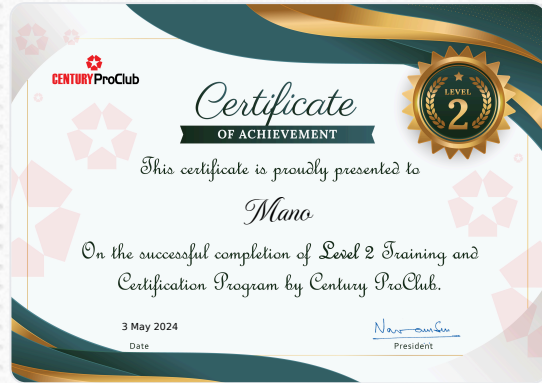 CENTURY ProClub
Certificate
OF ACHIEVEMENT
LEVEL
2
This certificate is proudly presented to
Mano
On the successful completion of Level 2 Training and
Certification Program by Century ProClub.
3 May 2024
Date
President